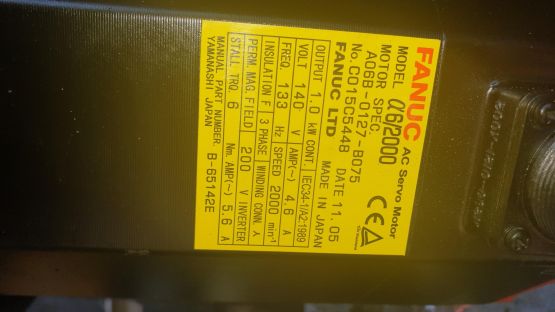 FANUC AC Servo Motor
MODEL α6/2000
MOTOR SPEC.
A06B-0127-B075
No. C015C5448 DATE 11.05
FANUC LTD MADE IN JAPAN
OUTPUT 1.0 kW CONT. IEC34-1/A2:1989
VOLT 140 V AMP(~) 4.6 A
FREQ. 133 Hz SPEED 2000 min-1
INSULATION F 3 PHASE WINDING CONN. 人
PERM. MAG. FIELD 200 V INVERTER
STALL TRQ. 6 Nm. AMP(~) 5.6 A
MANUAL PART NUMBER. B-65142E
YAMANASHI JAPAN
CE